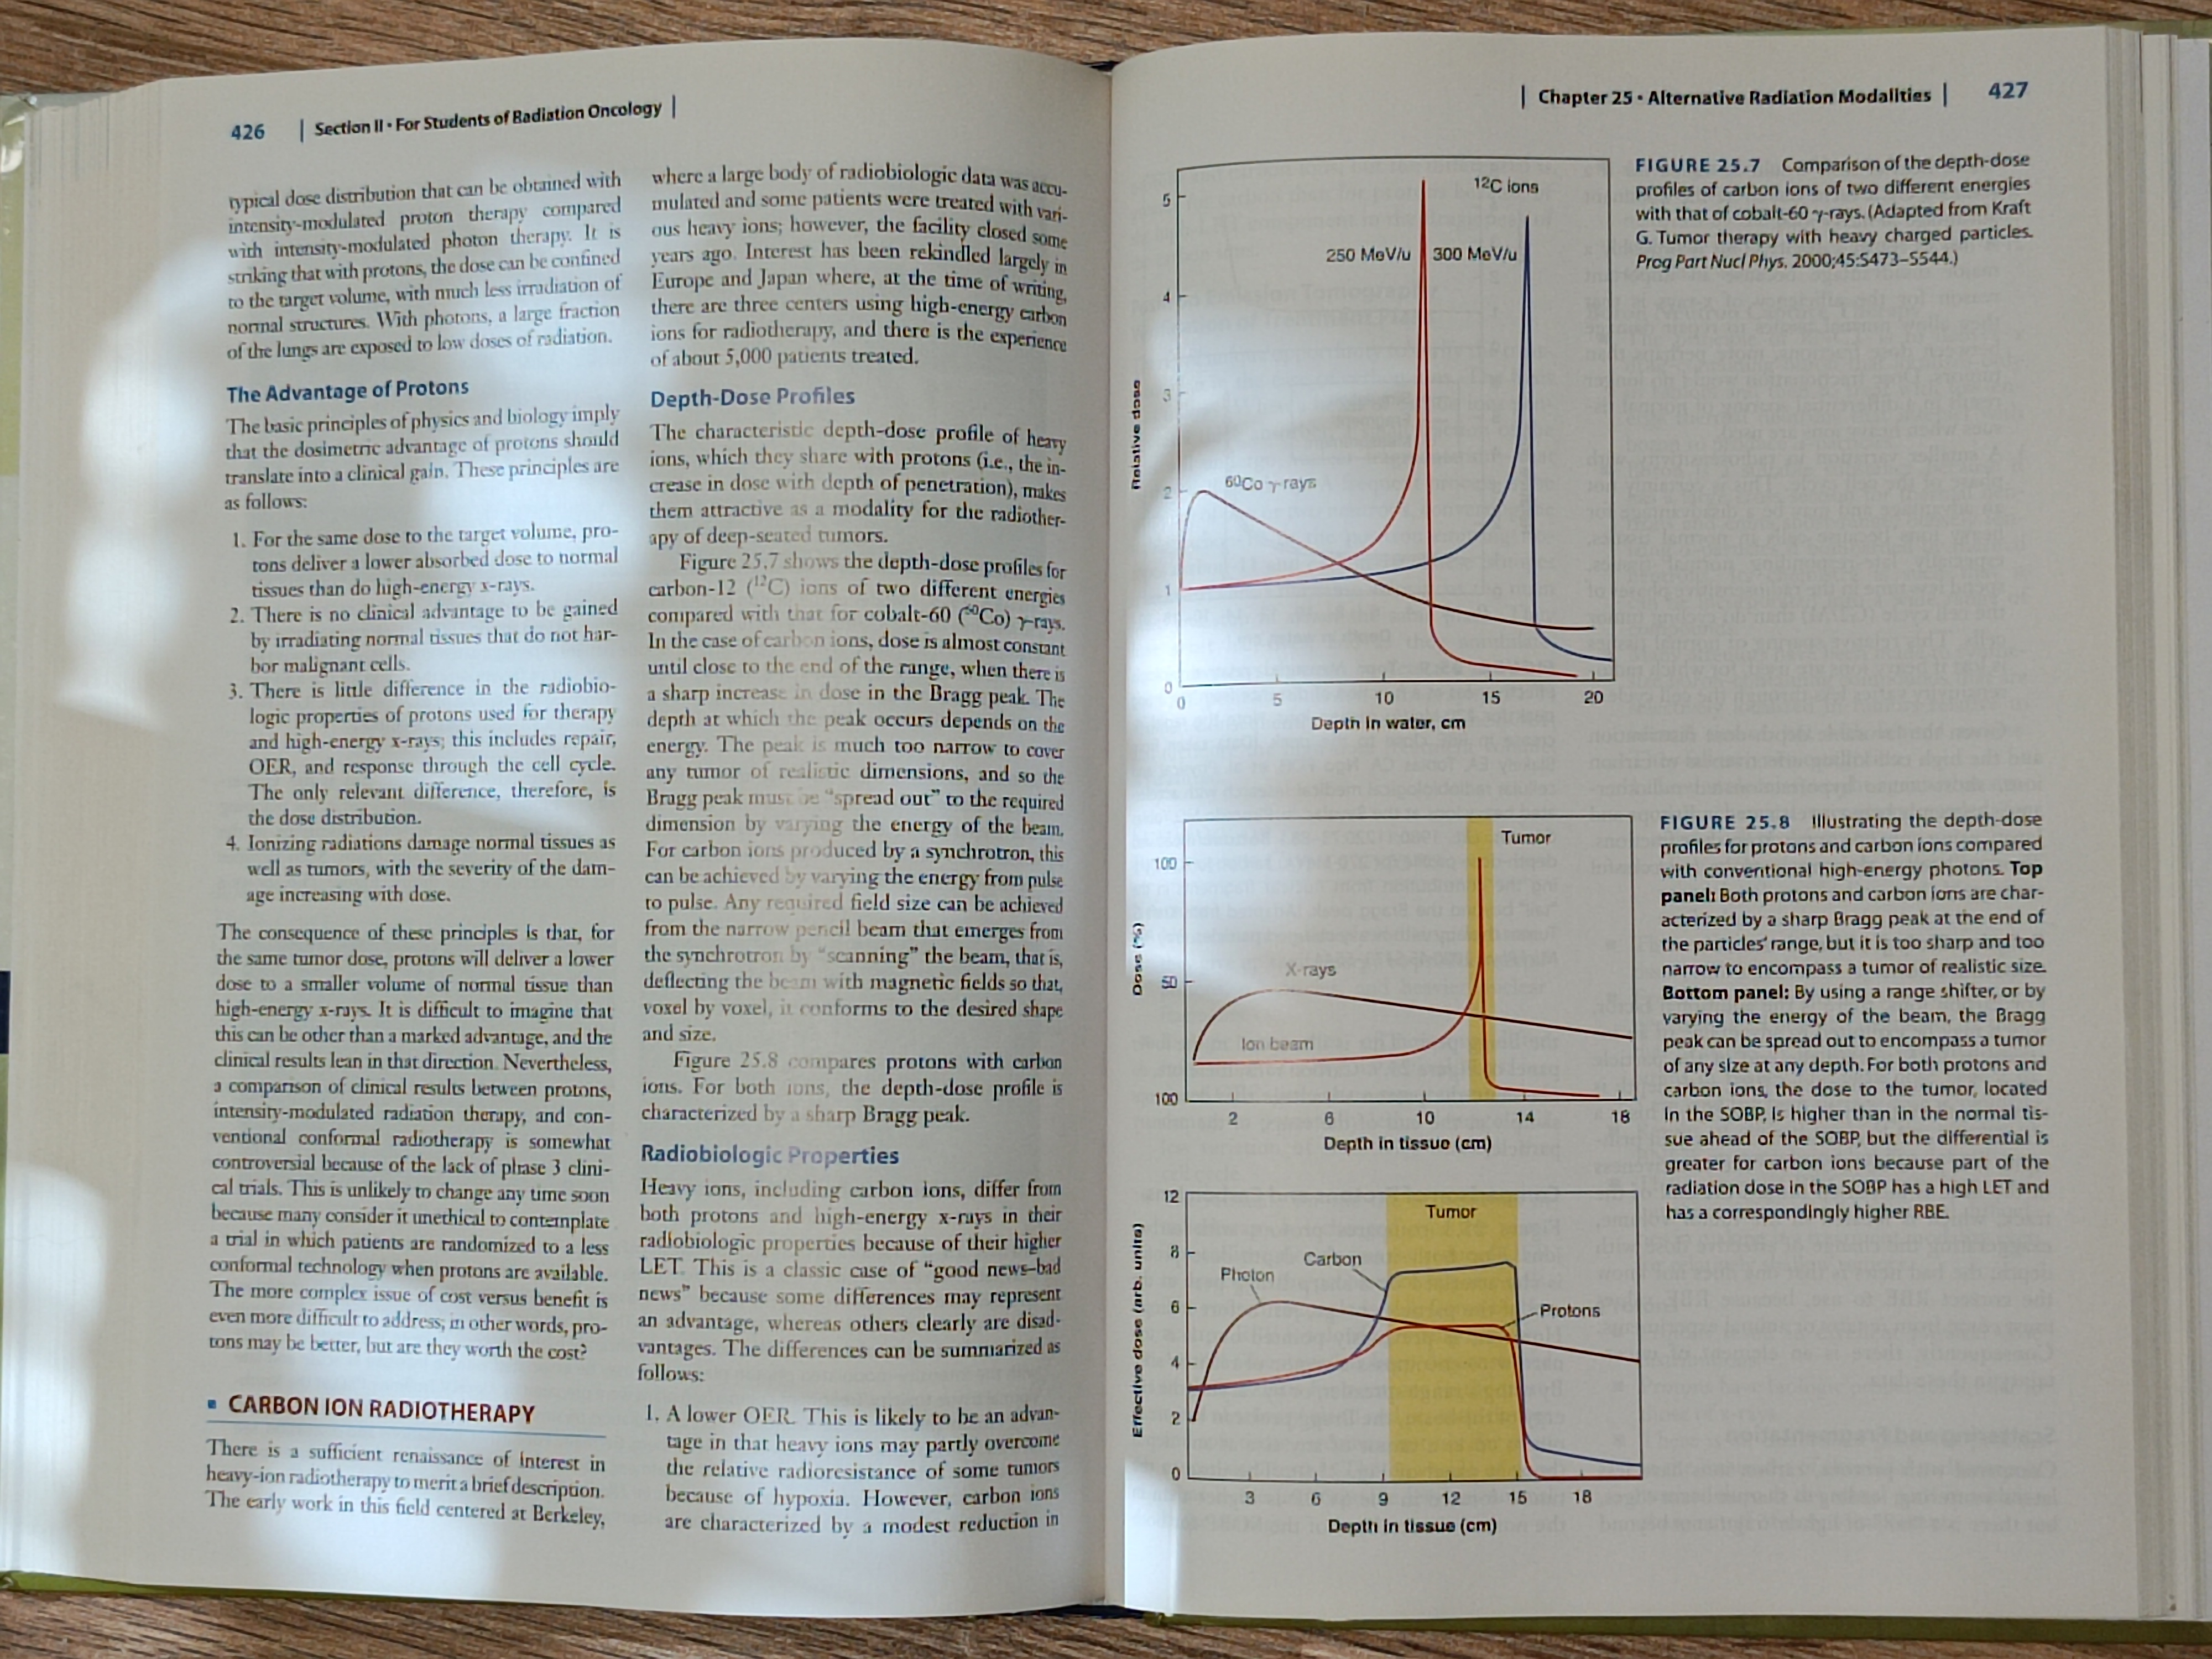 426 | Section II • For Students of Radiation Oncology |
typical dose distribution that can be obtained with
intensity-modulated proton therapy compared
with intensity-modulated photon therapy. It is
striking that with protons, the dose can be confined
to the target volume, with much less irradiation of
normal structures. With photons, a large fraction
of the lungs are exposed to low doses of radiation.
The Advantage of Protons
The basic principles of physics and biology imply
that the dosimetric advantage of protons should
translate into a clinical gain. These principles are
as follows:
1. For the same dose to the target volume, pro-
tons deliver a lower absorbed dose to normal
tissues than do high-energy x-rays.
2. There is no clinical advantage to be gained
by irradiating normal tissues that do not har-
bor malignant cells.
3. There is little difference in the radiobio-
logic properties of protons used for therapy
and high-energy x-rays; this includes repair,
OER, and response through the cell cycle.
The only relevant difference, therefore, is
the dose distribution.
4. Ionizing radiations damage normal tissues as
well as tumors, with the severity of the dam-
age increasing with dose.
The consequence of these principles is that, for
the same tumor dose, protons will deliver a lower
dose to a smaller volume of normal tissue than
high-energy x-rays. It is difficult to imagine that
this can be other than a marked advantage, and the
clinical results lean in that direction. Nevertheless,
a comparison of clinical results between protons,
intensity-modulated radiation therapy, and con-
ventional conformal radiotherapy is somewhat
controversial because of the lack of phase 3 clini-
cal trials. This is unlikely to change any time soon
because many consider it unethical to contemplate
a trial in which patients are randomized to a less
conformal technology when protons are available.
The more complex issue of cost versus benefit is
even more difficult to address; in other words, pro-
tons may be better, but are they worth the cost?
▪ CARBON ION RADIOTHERAPY
There is a sufficient renaissance of interest in
heavy-ion radiotherapy to merit a brief description.
The early work in this field centered at Berkeley,
where a large body of radiobiologic data was accu-
mulated and some patients were treated with vari-
ous heavy ions; however, the facility closed some
years ago. Interest has been rekindled largely in
Europe and Japan where, at the time of writing,
there are three centers using high-energy carbon
ions for radiotherapy, and there is the experience
of about 5,000 patients treated.
Depth-Dose Profiles
The characteristic depth-dose profile of heavy
ions, which they share with protons (i.e., the in-
crease in dose with depth of penetration), makes
them attractive as a modality for the radiother-
apy of deep-seated tumors.
Figure 25.7 shows the depth-dose profiles for
carbon-12 (¹²C) ions of two different energies
compared with that for cobalt-60 (⁶⁰Co) γ-rays.
In the case of carbon ions, dose is almost constant
until close to the end of the range, when there is
a sharp increase in dose in the Bragg peak. The
depth at which the peak occurs depends on the
energy. The peak is much too narrow to cover
any tumor of realistic dimensions, and so the
Bragg peak must be "spread out" to the required
dimension by varying the energy of the beam.
For carbon ions produced by a synchrotron, this
can be achieved by varying the energy from pulse
to pulse. Any required field size can be achieved
from the narrow pencil beam that emerges from
the synchrotron by "scanning" the beam, that is,
deflecting the beam with magnetic fields so that,
voxel by voxel, it conforms to the desired shape
and size.
Figure 25.8 compares protons with carbon
ions. For both ions, the depth-dose profile is
characterized by a sharp Bragg peak.
Radiobiologic Properties
Heavy ions, including carbon ions, differ from
both protons and high-energy x-rays in their
radiobiologic properties because of their higher
LET. This is a classic case of "good news–bad
news" because some differences may represent
an advantage, whereas others clearly are disad-
vantages. The differences can be summarized as
follows:
1. A lower OER. This is likely to be an advan-
tage in that heavy ions may partly overcome
the relative radioresistance of some tumors
because of hypoxia. However, carbon ions
are characterized by a modest reduction in
| Chapter 25 • Alternative Radiation Modalities | 427
Relative dose
5
4
3
2
1
0
12C ions
250 MeV/u
300 MeV/u
60Co γ-rays
0 5 10 15 20
Depth in water, cm
FIGURE 25.7 Comparison of the depth-dose
profiles of carbon ions of two different energies
with that of cobalt-60 γ-rays. (Adapted from Kraft
G. Tumor therapy with heavy charged particles.
Prog Part Nucl Phys. 2000;45:S473–S544.)
Dose (%)
100
50
100
Tumor
X-rays
Ion beam
2 6 10 14 18
Depth in tissue (cm)
Effective dose (arb. units)
12
8
6
4
2
0
Tumor
Carbon
Photon
Protons
3 6 9 12 15 18
Depth in tissue (cm)
FIGURE 25.8 Illustrating the depth-dose
profiles for protons and carbon ions compared
with conventional high-energy photons. Top
panel: Both protons and carbon ions are char-
acterized by a sharp Bragg peak at the end of
the particles' range, but it is too sharp and too
narrow to encompass a tumor of realistic size.
Bottom panel: By using a range shifter, or by
varying the energy of the beam, the Bragg
peak can be spread out to encompass a tumor
of any size at any depth. For both protons and
carbon ions, the dose to the tumor, located
in the SOBP, is higher than in the normal tis-
sue ahead of the SOBP, but the differential is
greater for carbon ions because part of the
radiation dose in the SOBP has a high LET and
has a correspondingly higher RBE.